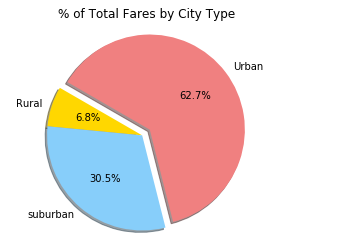 % of Total Fares by City Type
Urban
62.7%
Rural
6.8%
30.5%
suburban